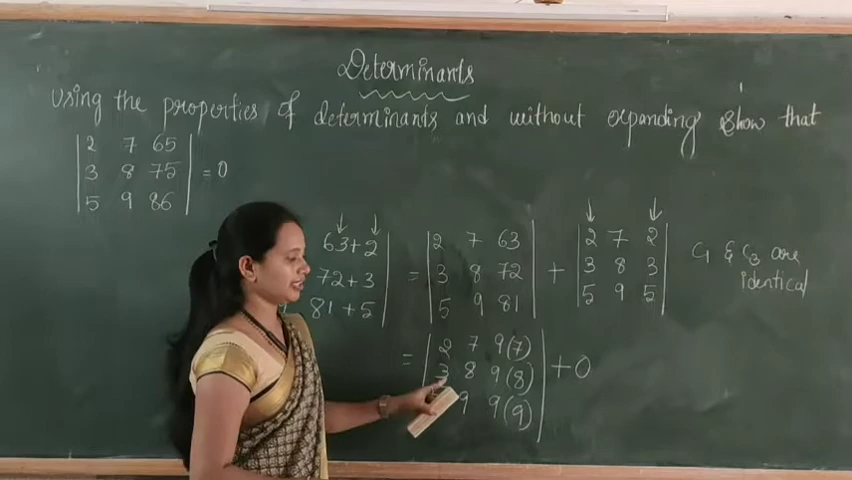 Determinants
Using the properties of determinants and without expanding show that
| 2 7 65 |
| 3 8 75 | = 0
| 5 9 86 |
63+2 | = | 2 7 63 | + | 2 7 2 | C1 & C3 are
72+3 | | 3 8 72 | | 3 8 3 | identical
81+5 | | 5 9 81 | | 5 9 5 |
= | 2 7 9(7) | + 0
| 3 8 9(8) |
9 9(9) |